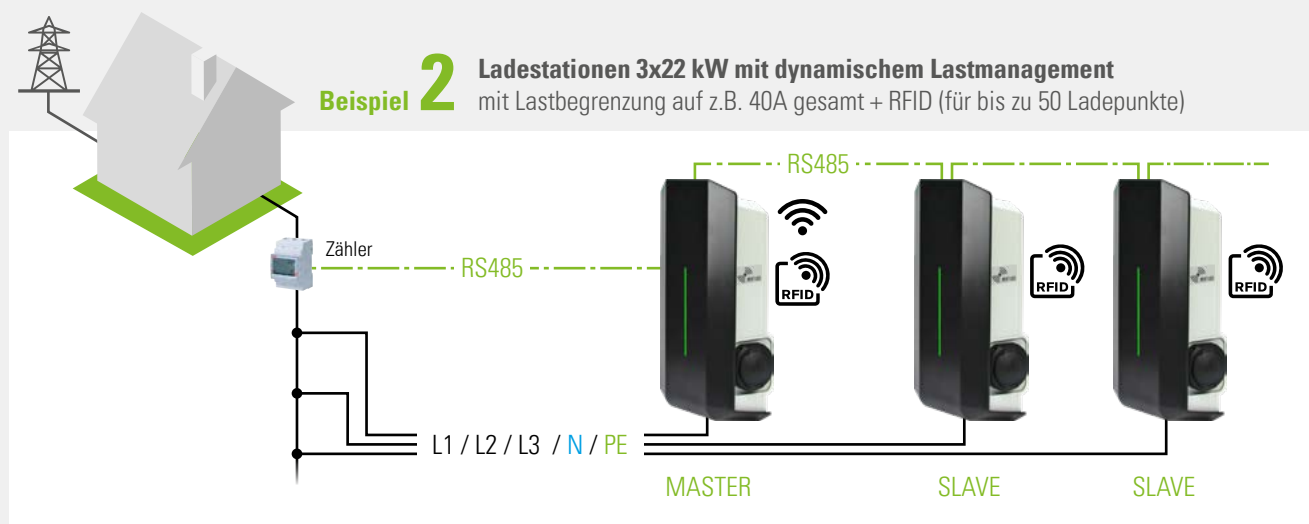 Beispiel 2
Ladestationen 3x22 kW mit dynamischem Lastmanagement
mit Lastbegrenzung auf z.B. 40A gesamt + RFID (für bis zu 50 Ladepunkte)
RS485
Zähler
RS485
RFID
RFID
RFID
L1 / L2 / L3 / N / PE
MASTER
SLAVE
SLAVE